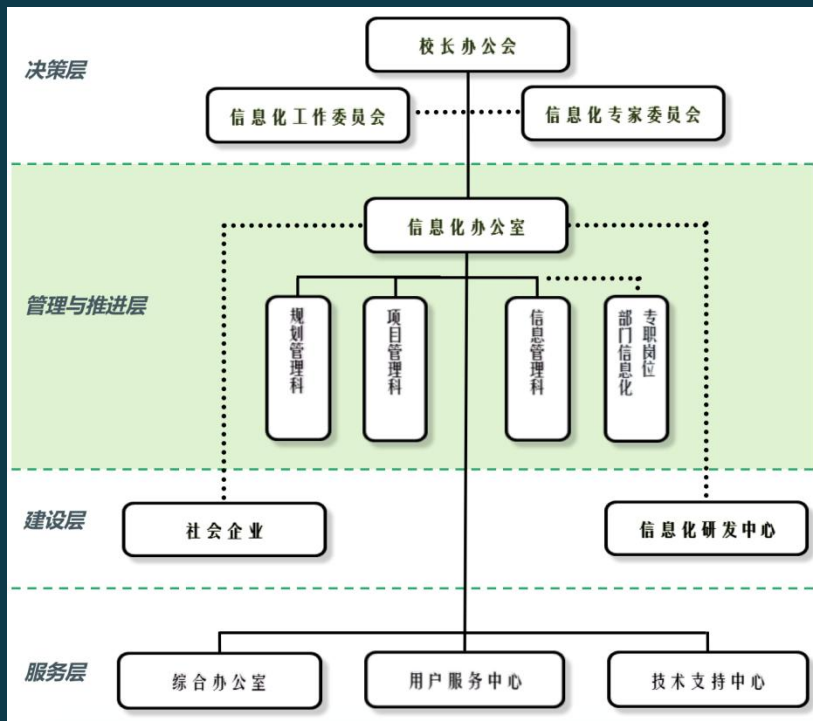 校长办公会
决策层
信息化工作委员会
信息化专家委员会
信息化办公室
管理与推进层
规划管理科
项目管理科
信息管理科
专职岗位
部门信息化
建设层
社会企业
信息化研发中心
服务层
综合办公室
用户服务中心
技术支持中心